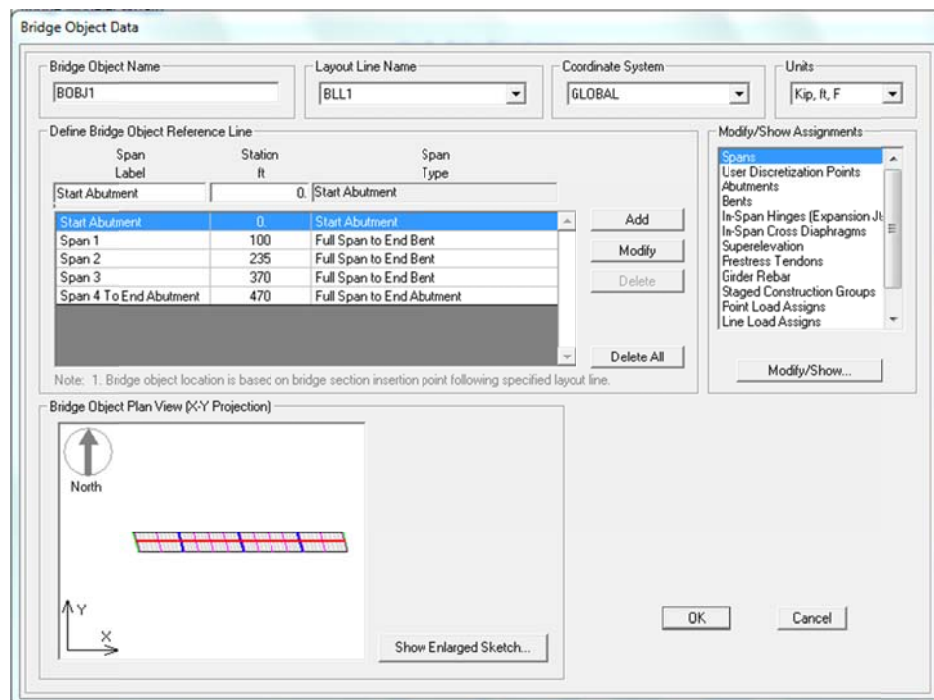 Bridge Object Data
Bridge Object Name
BOBJ1
Layout Line Name
BLL1
Coordinate System
GLOBAL
Units
Kip, ft, F
Define Bridge Object Reference Line
Span Label
Station ft
Span Type
Start Abutment 0. Start Abutment
Start Abutment 0. Start Abutment
Span 1 100 Full Span to End Bent
Span 2 235 Full Span to End Bent
Span 3 370 Full Span to End Bent
Span 4 To End Abutment 470 Full Span to End Abutment
Add
Modify
Delete
Delete All
Note: 1. Bridge object location is based on bridge section insertion point following specified layout line.
Modify/Show Assignments
Spans
User Discretization Points
Abutments
Bents
In-Span Hinges (Expansion Jt
In-Span Cross Diaphragms
Superelevation
Prestress Tendons
Girder Rebar
Staged Construction Groups
Point Load Assigns
Line Load Assigns
Modify/Show...
Bridge Object Plan View (X-Y Projection)
North
Y
X
Show Enlarged Sketch...
OK
Cancel